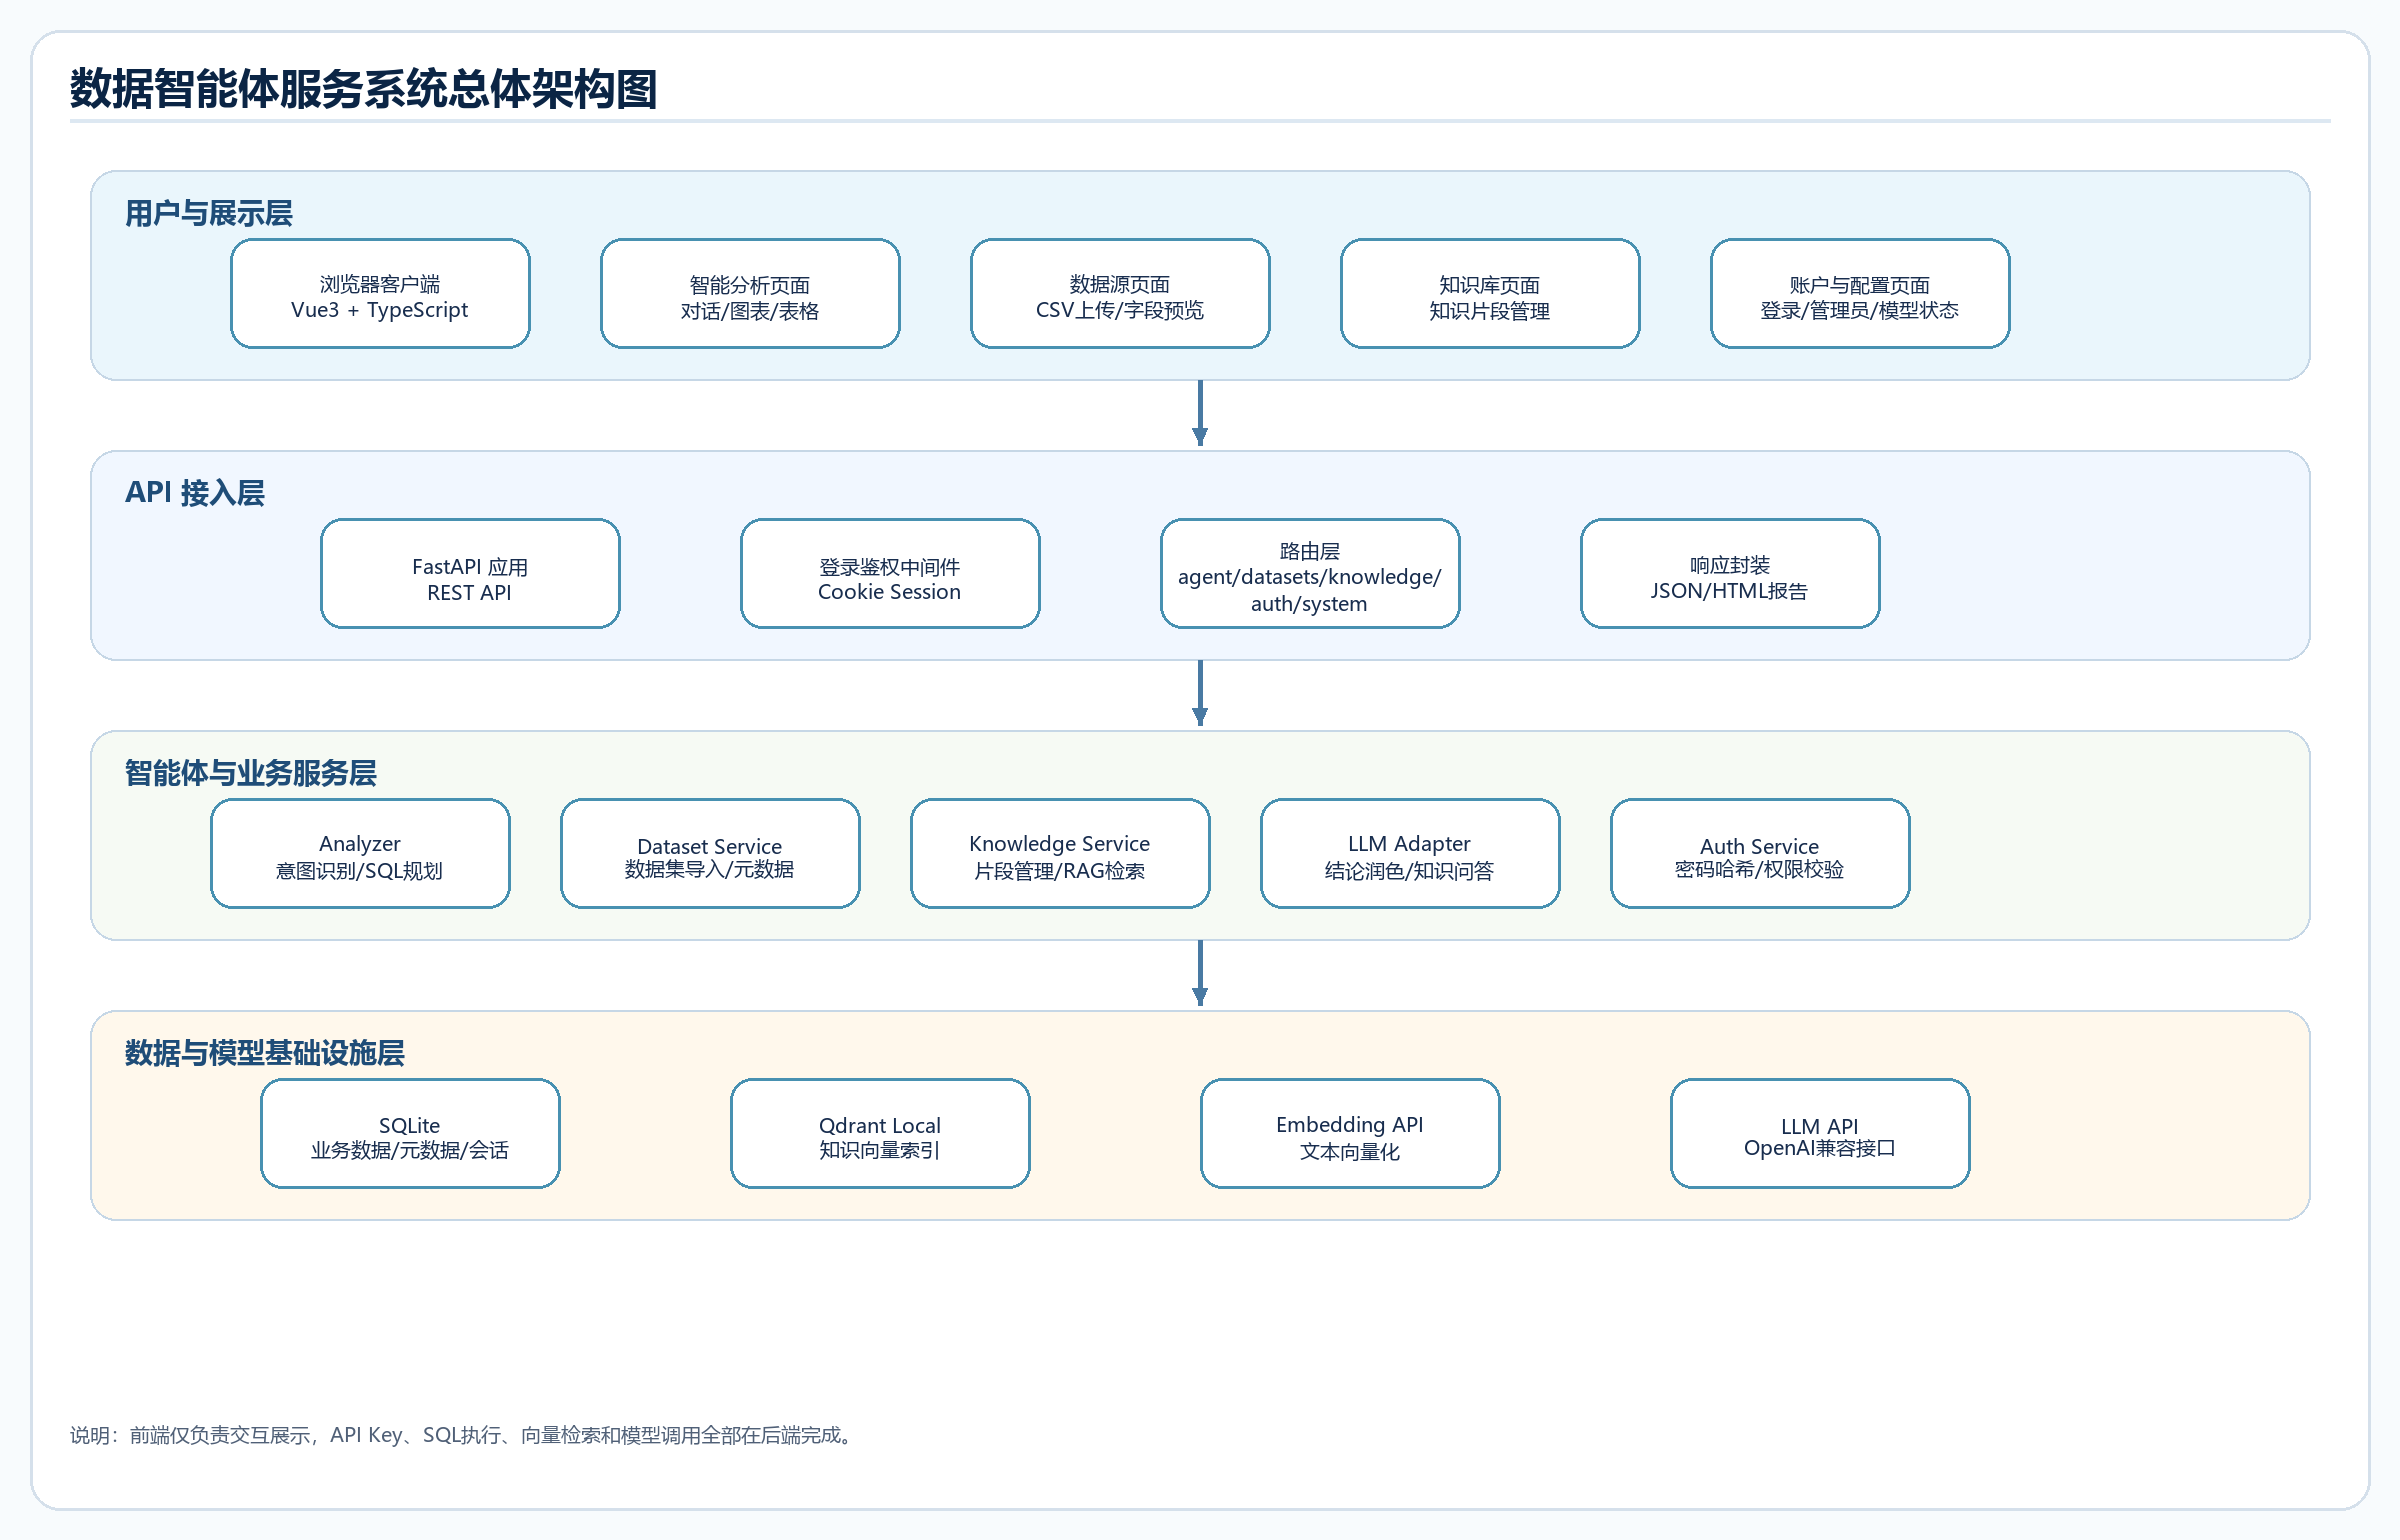 数据智能体服务系统总体架构图
用户与展示层
浏览器客户端
Vue3 + TypeScript
智能分析页面
对话/图表/表格
数据源页面
CSV上传/字段预览
知识库页面
知识片段管理
账户与配置页面
登录/管理员/模型状态
API 接入层
FastAPI 应用
REST API
登录鉴权中间件
Cookie Session
路由层
agent/datasets/knowledge/
auth/system
响应封装
JSON/HTML报告
智能体与业务服务层
Analyzer
意图识别/SQL规划
Dataset Service
数据集导入/元数据
Knowledge Service
片段管理/RAG检索
LLM Adapter
结论润色/知识问答
Auth Service
密码哈希/权限校验
数据与模型基础设施层
SQLite
业务数据/元数据/会话
Qdrant Local
知识向量索引
Embedding API
文本向量化
LLM API
OpenAI兼容接口
说明：前端仅负责交互展示，API Key、SQL执行、向量检索和模型调用全部在后端完成。